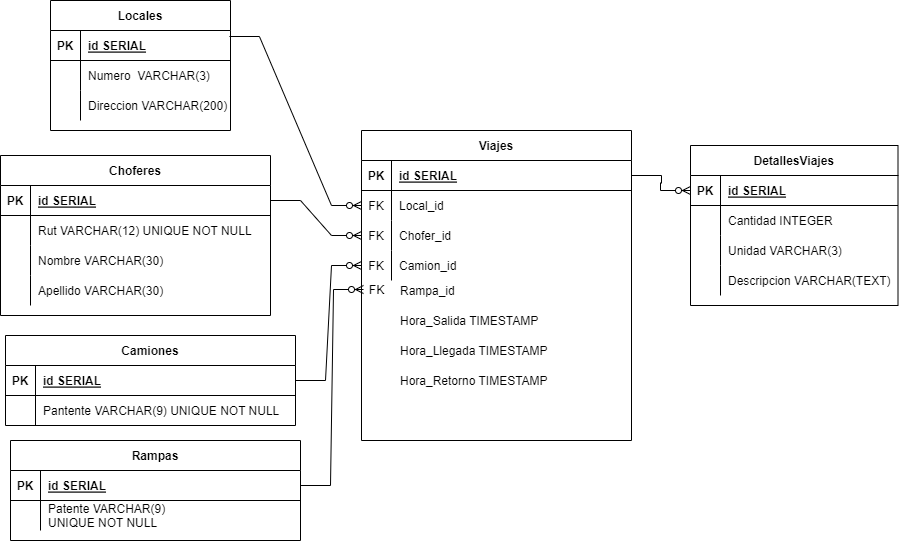 Locales
PK id SERIAL
Numero VARCHAR(3)
Direccion VARCHAR(200)
Choferes
PK id SERIAL
Rut VARCHAR(12) UNIQUE NOT NULL
Nombre VARCHAR(30)
Apellido VARCHAR(30)
Camiones
PK id SERIAL
Pantente VARCHAR(9) UNIQUE NOT NULL
Rampas
PK id SERIAL
Patente VARCHAR(9)
UNIQUE NOT NULL
Viajes
PK id SERIAL
FK Local_id
FK Chofer_id
FK Camion_id
FK Rampa_id
Hora_Salida TIMESTAMP
Hora_Llegada TIMESTAMP
Hora_Retorno TIMESTAMP
DetallesViajes
PK id SERIAL
Cantidad INTEGER
Unidad VARCHAR(3)
Descripcion VARCHAR(TEXT)